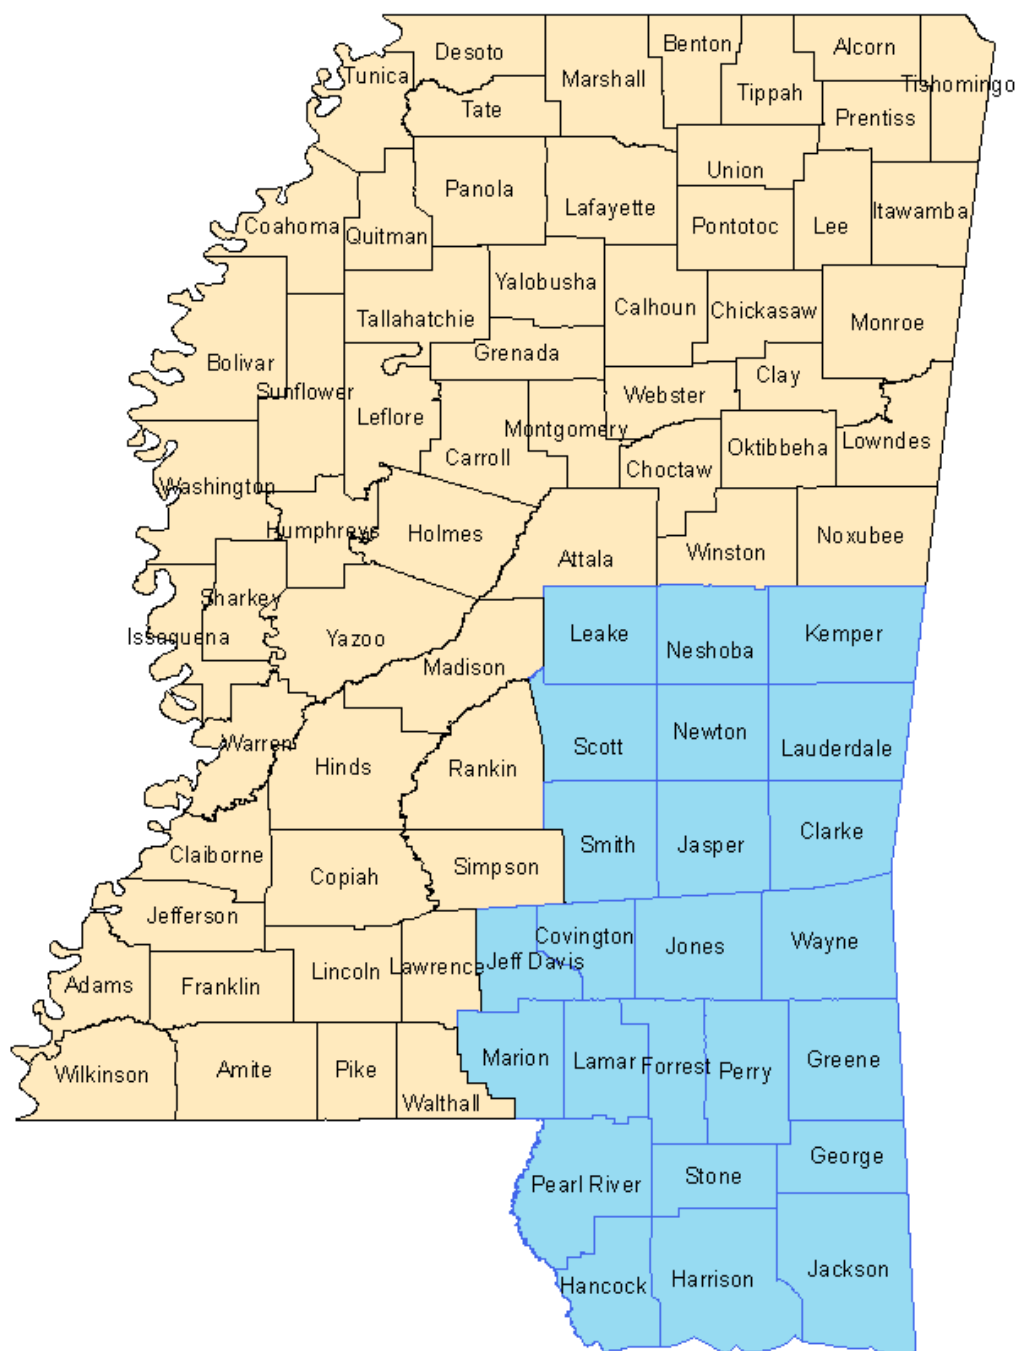 Desoto
Benton
Alcorn
Tunica
Marshall
Tippah
Tishomingo
Tate
Prentiss
Panola
Union
Coahoma
Quitman
Lafayette
Pontotoc
Lee
Itawamba
Yalobusha
Tallahatchie
Calhoun
Chickasaw
Monroe
Bolivar
Grenada
Sunflower
Clay
Webster
Leflore
Montgomery
Carroll
Choctaw
Oktibbeha
Lowndes
Washington
Humphreys
Holmes
Attala
Winston
Noxubee
Sharkey
Issaquena
Yazoo
Madison
Leake
Neshoba
Kemper
Warren
Hinds
Rankin
Scott
Newton
Lauderdale
Claiborne
Copiah
Simpson
Smith
Jasper
Clarke
Jefferson
Adams
Franklin
Lincoln
Lawrence
Jeff Davis
Covington
Jones
Wayne
Wilkinson
Amite
Pike
Walthall
Marion
Lamar
Forrest
Perry
Greene
Pearl River
Stone
George
Hancock
Harrison
Jackson